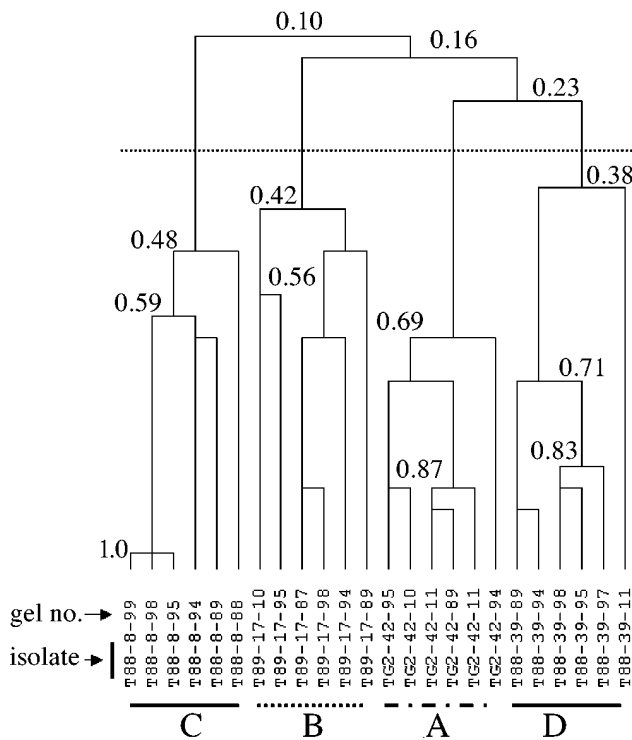 0.10
0.16
0.23
0.38
0.42
0.48
0.56
0.59
0.69
0.71
0.83
0.87
1.0
gel no.→
isolate
T88-8-99
T88-8-98
T88-8-95
T88-8-94
T88-8-89
T88-8-88
T89-17-10
T89-17-95
T89-17-87
T89-17-98
T89-17-94
T89-17-89
TG2-42-95
TG2-42-10
TG2-42-11
TG2-42-89
TG2-42-11
TG2-42-94
T88-39-89
T88-39-94
T88-39-98
T88-39-95
T88-39-97
T88-39-11
C B A D